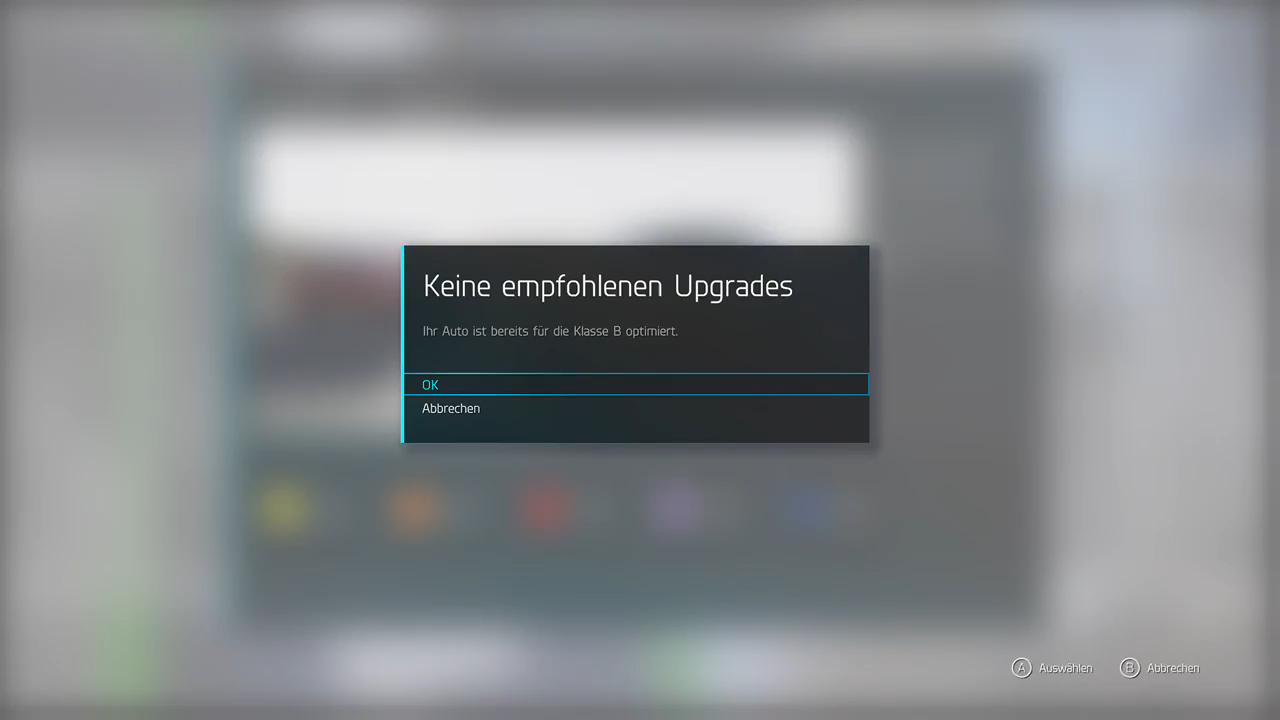 Keine empfohlenen Upgrades
Ihr Auto ist bereits für die Klasse B optimiert.
OK
Abbrechen
A Auswählen B Abbrechen